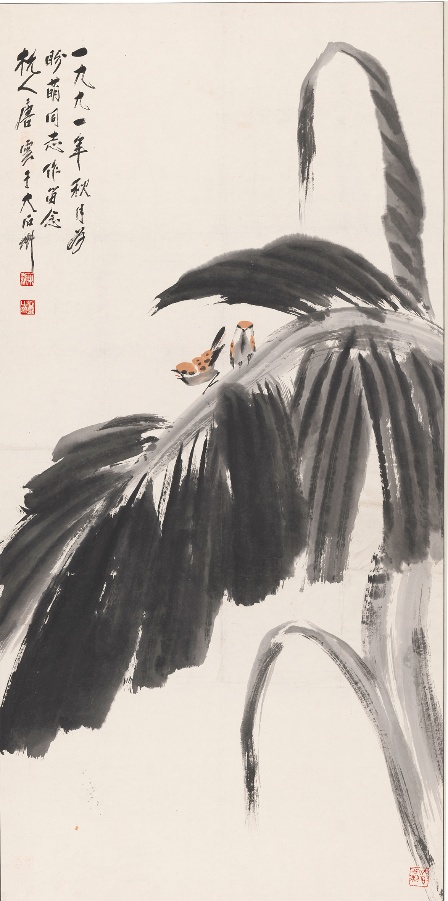 一九九一年秋月為
盼萌同志作留念
杭人唐雲于大石齋